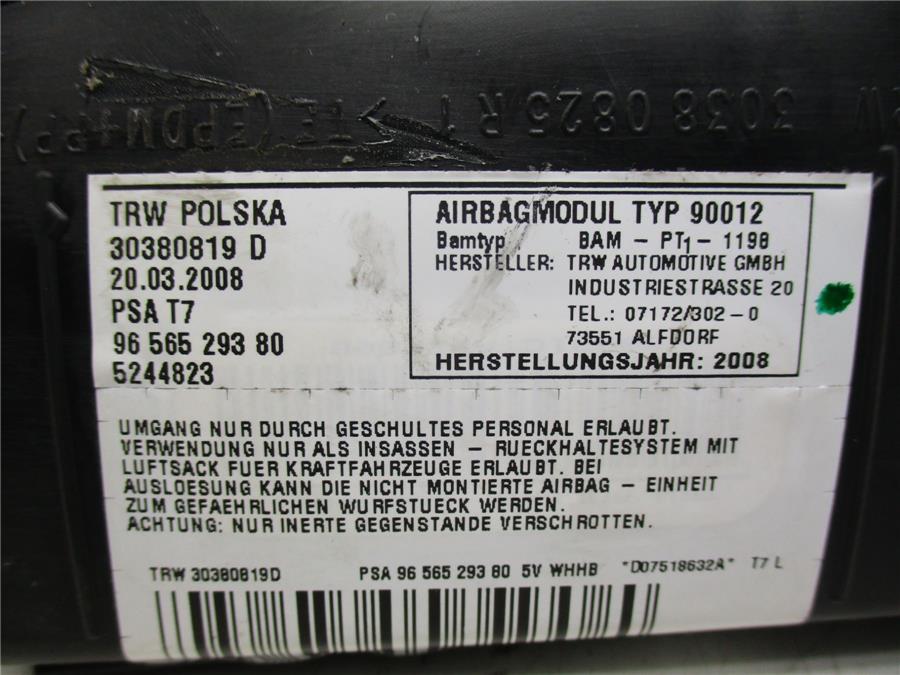 3038 0825 R 1 >TF-(EPDM+PP)
TRW POLSKA
30380819 D
20.03.2008
PSA T7
96 565 293 80
5244823
AIRBAGMODUL TYP 90012
Bamtyp BAM – PT1 – 1198
HERSTELLER: TRW AUTOMOTIVE GMBH
INDUSTRIESTRASSE 20
TEL.: 07172/302–0
73551 ALFDORF
HERSTELLUNGSJAHR: 2008
UMGANG NUR DURCH GESCHULTES PERSONAL ERLAUBT.
VERWENDUNG NUR ALS INSASSEN – RUECKHALTESYSTEM MIT
LUFTSACK FUER KRAFTFAHRZEUGE ERLAUBT. BEI
AUSLOESUNG KANN DIE NICHT MONTIERTE AIRBAG – EINHEIT
ZUM GEFAEHRLICHEN WURFSTUECK WERDEN.
ACHTUNG: NUR INERTE GEGENSTANDE VERSCHROTTEN.
TRW 30380819D PSA 96 565 293 80 5V WHHB *D07518632A* T7 L